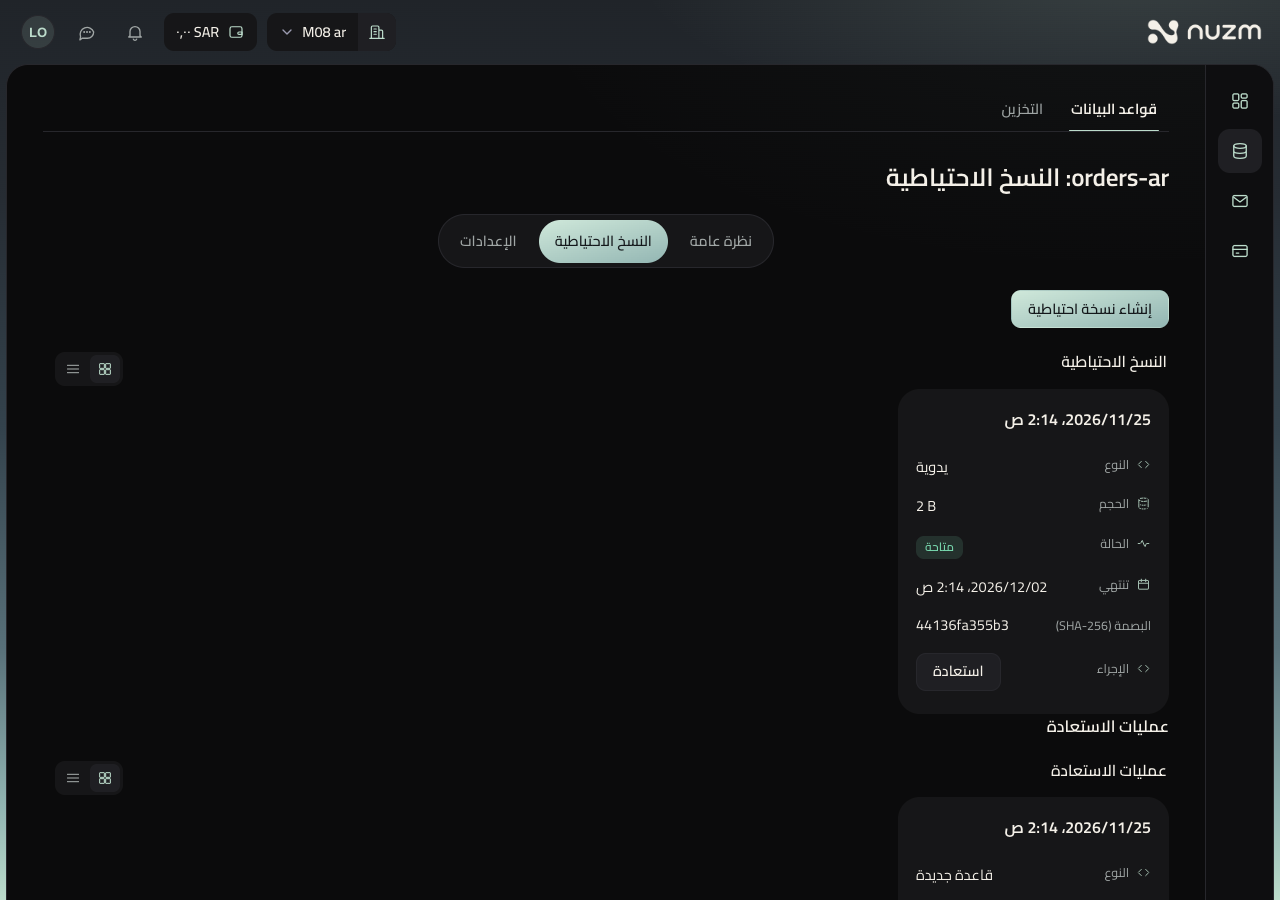 nuzm
M08 ar
٠,٠٠ SAR
LO
قواعد البيانات
التخزين
orders-ar: النسخ الاحتياطية
نظرة عامة
النسخ الاحتياطية
الإعدادات
إنشاء نسخة احتياطية
النسخ الاحتياطية
2026/11/25، 2:14 ص
النوع
يدوية
الحجم
2 B
الحالة
متاحة
تنتهي
2026/12/02، 2:14 ص
البصمة (SHA-256)
44136fa355b3
الإجراء
استعادة
عمليات الاستعادة
عمليات الاستعادة
2026/11/25، 2:14 ص
النوع
قاعدة جديدة